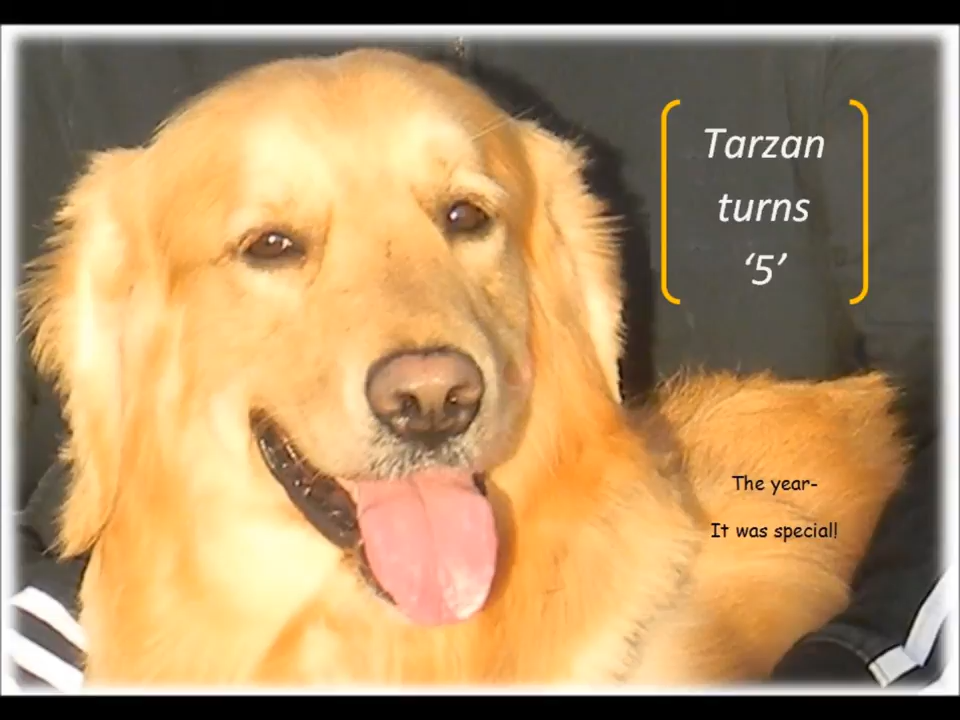 Tarzan
turns
‘5’
The year-
It was special!